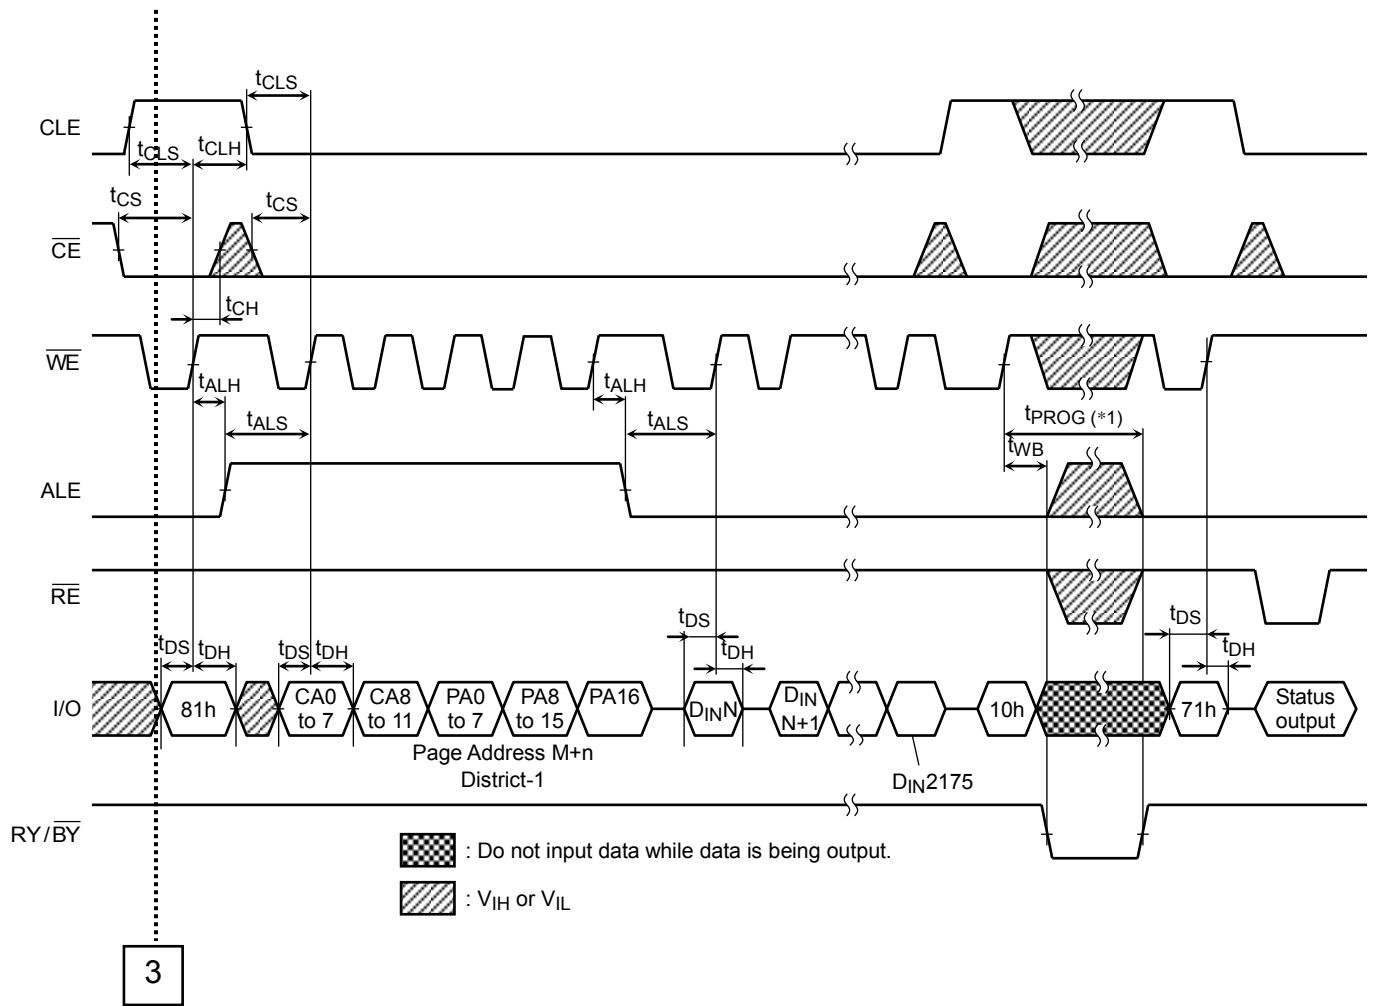 tCLS
CLE
tCLS tCLH
tCS tCS
CE
tCH
WE
tALH tALH
tALS tALS tPROG (*1)
tWB
ALE
RE
tDS tDH tDS tDH tDS tDH tDS tDH
I/O 81h CA0 to 7 CA8 to 11 PA0 to 7 PA8 to 15 PA16 DINN DIN N+1 10h 71h Status output
Page Address M+n
District-1
DIN2175
RY/BY
: Do not input data while data is being output.
: VIH or VIL
3